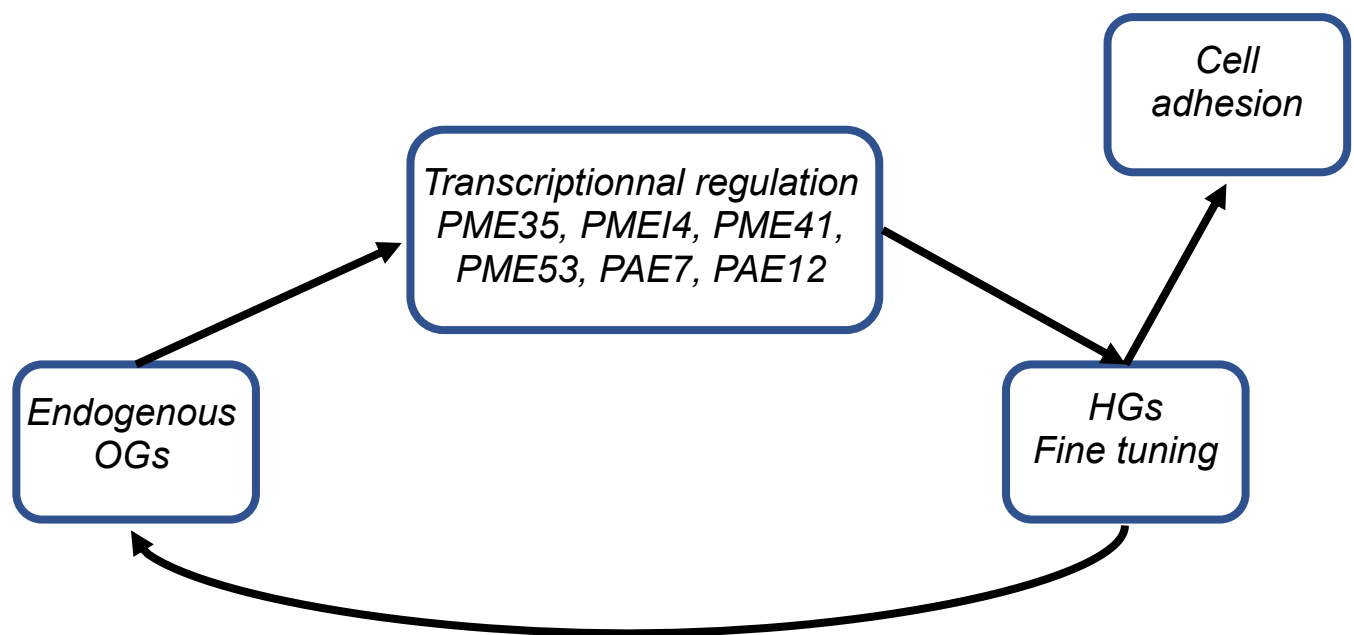 Cell
adhesion
Transcriptionnal regulation
PME35, PMEI4, PME41,
PME53, PAE7, PAE12
Endogenous
OGs
HGs
Fine tuning